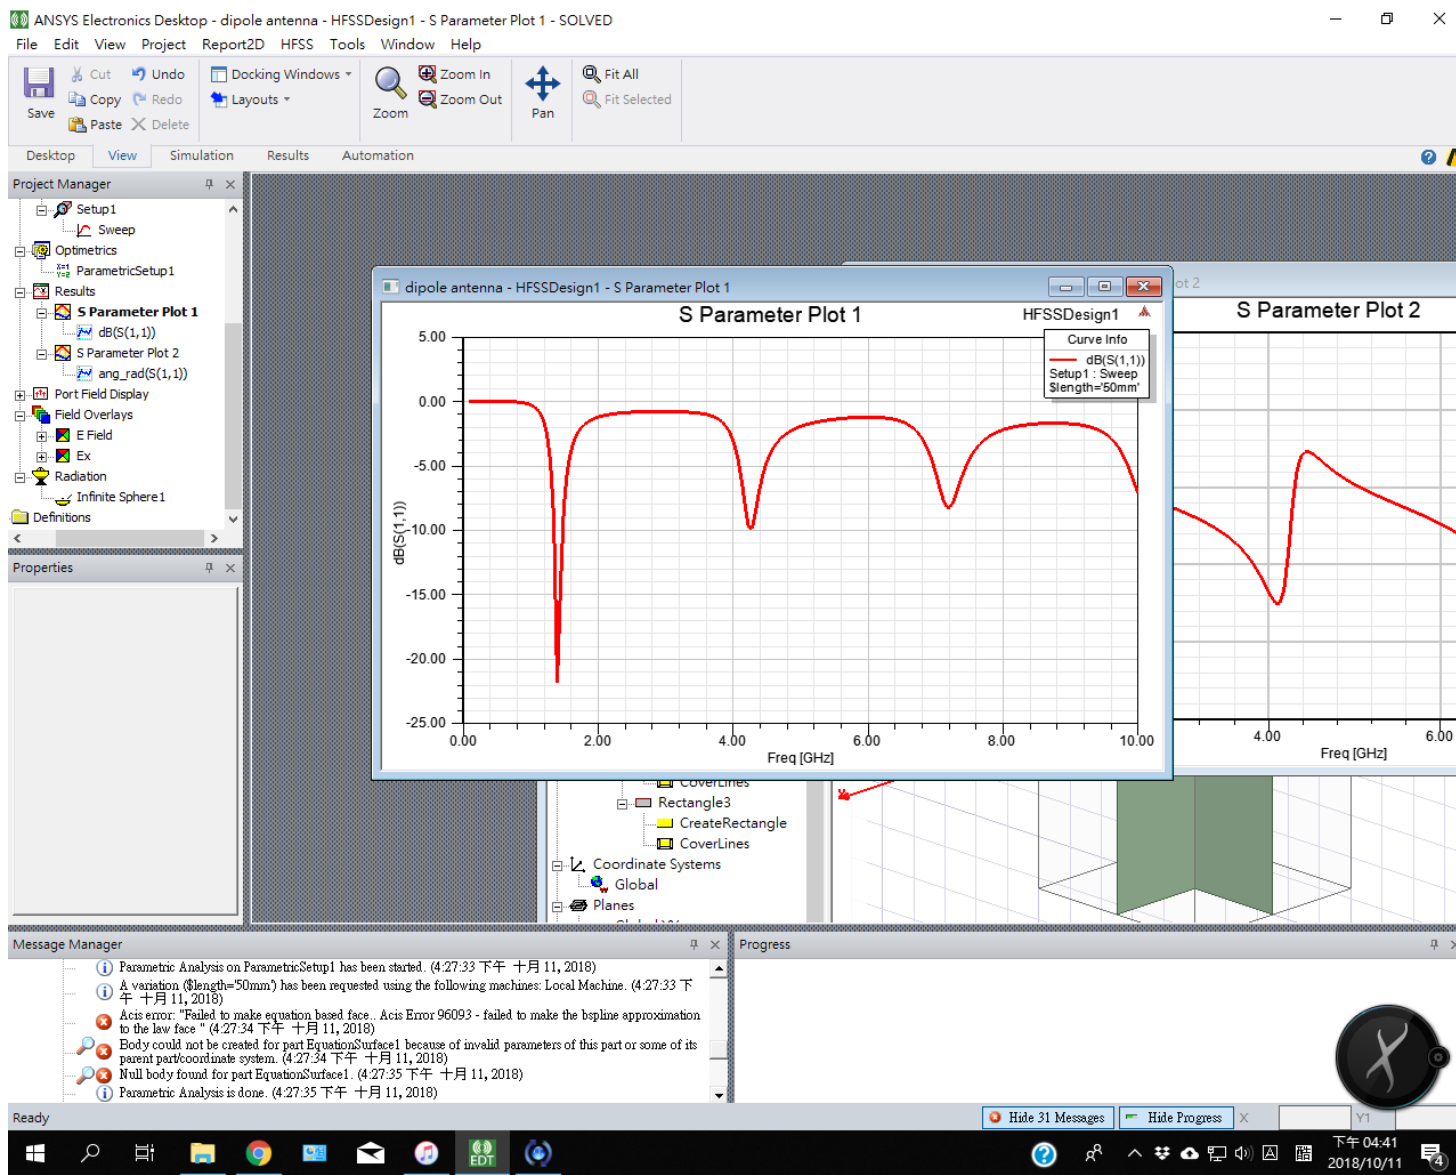 ANSYS Electronics Desktop - dipole antenna - HFSSDesign1 - S Parameter Plot 1 - SOLVED
File Edit View Project Report2D HFSS Tools Window Help
Save
Cut
Copy
Paste
Undo
Redo
Delete
Docking Windows
Layouts
Zoom
Zoom In
Zoom Out
Pan
Fit All
Fit Selected
Desktop View Simulation Results Automation
Project Manager
Setup1
Sweep
Optimetrics
ParametricSetup1
Results
S Parameter Plot 1
dB(S(1,1))
S Parameter Plot 2
ang_rad(S(1,1))
Port Field Display
Field Overlays
E Field
Ex
Radiation
Infinite Sphere1
Definitions
Properties
dipole antenna - HFSSDesign1 - S Parameter Plot 1
S Parameter Plot 1
HFSSDesign1
Curve Info
dB(S(1,1))
Setup1 : Sweep
$length='50mm'
5.00
0.00
-5.00
-10.00
-15.00
-20.00
-25.00
dB(S(1,1))
0.00 2.00 4.00 6.00 8.00 10.00
Freq [GHz]
ot 2
S Parameter Plot 2
4.00 6.00
Freq [GHz]
CoverLines
Rectangle3
CreateRectangle
CoverLines
Coordinate Systems
Global
Planes
Message Manager
Parametric Analysis on ParametricSetup1 has been started. (4:27:33 下午 十月 11, 2018)
A variation ($length='50mm') has been requested using the following machines: Local Machine. (4:27:33 下
午 十月 11, 2018)
Acis error: "Failed to make equation based face.. Acis Error 96093 - failed to make the bspline approximation
to the law face " (4:27:34 下午 十月 11, 2018)
Body could not be created for part EquationSurface1 because of invalid parameters of this part or some of its
parent part/coordinate system. (4:27:34 下午 十月 11, 2018)
Null body found for part EquationSurface1. (4:27:35 下午 十月 11, 2018)
Parametric Analysis is done. (4:27:35 下午 十月 11, 2018)
Progress
Ready
Hide 31 Messages
Hide Progress
X
Y1
EDT
下午 04:41
2018/10/11
4